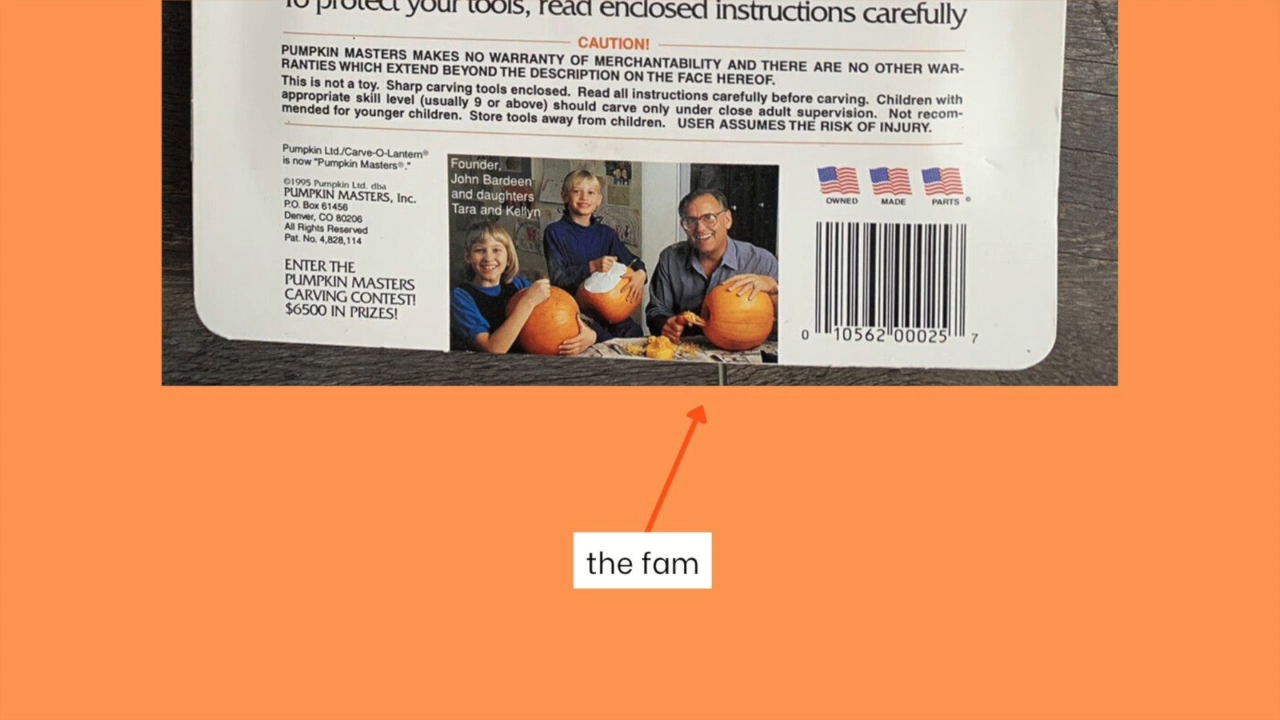 To protect your tools, read enclosed instructions carefully
CAUTION!
PUMPKIN MASTERS MAKES NO WARRANTY OF MERCHANTABILITY AND THERE ARE NO OTHER WAR-
RANTIES WHICH EXTEND BEYOND THE DESCRIPTION ON THE FACE HEREOF.
This is not a toy. Sharp carving tools enclosed. Read all instructions carefully before carving. Children with
appropriate skill level (usually 9 or above) should carve only under close adult supervision. Not recom-
mended for younger children. Store tools away from children. USER ASSUMES THE RISK OF INJURY.
Pumpkin Ltd./Carve-O-Lantern®
is now "Pumpkin Masters®."
©1995 Pumpkin Ltd. dba
PUMPKIN MASTERS, Inc.
P.O. Box 61456
Denver, CO 80206
All Rights Reserved
Pat. No. 4,828,114
ENTER THE
PUMPKIN MASTERS
CARVING CONTEST!
$6500 IN PRIZES!
Founder,
John Bardeen
and daughters
Tara and Kellyn
OWNED MADE PARTS ®
0 10562 00025 7
the fam